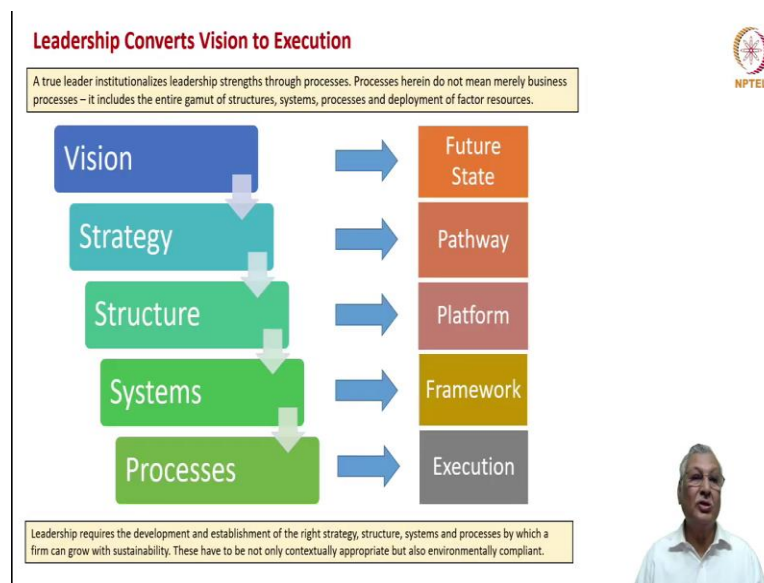 Leadership Converts Vision to Execution
NPTEL
A true leader institutionalizes leadership strengths through processes. Processes herein do not mean merely business
processes – it includes the entire gamut of structures, systems, processes and deployment of factor resources.
Vision
Future
State
Strategy
Pathway
Structure
Platform
Systems
Framework
Processes
Execution
Leadership requires the development and establishment of the right strategy, structure, systems and processes by which a
firm can grow with sustainability. These have to be not only contextually appropriate but also environmentally compliant.